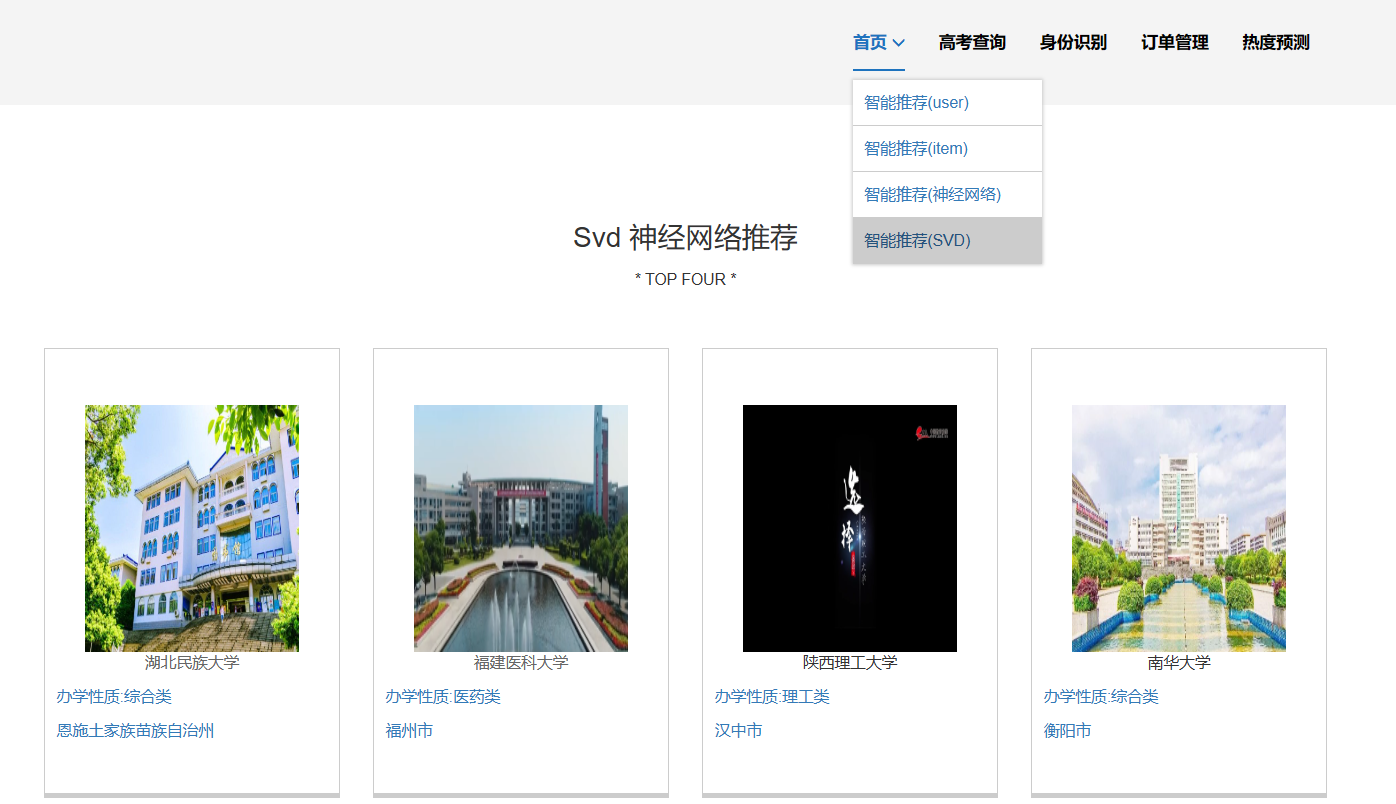 首页 高考查询 身份识别 订单管理 热度预测
智能推荐(user)
智能推荐(item)
智能推荐(神经网络)
智能推荐(SVD)
Svd 神经网络推荐
* TOP FOUR *
选择
湖北民族大学
办学性质:综合类
恩施土家族苗族自治州
福建医科大学
办学性质:医药类
福州市
陕西理工大学
办学性质:理工类
汉中市
南华大学
办学性质:综合类
衡阳市